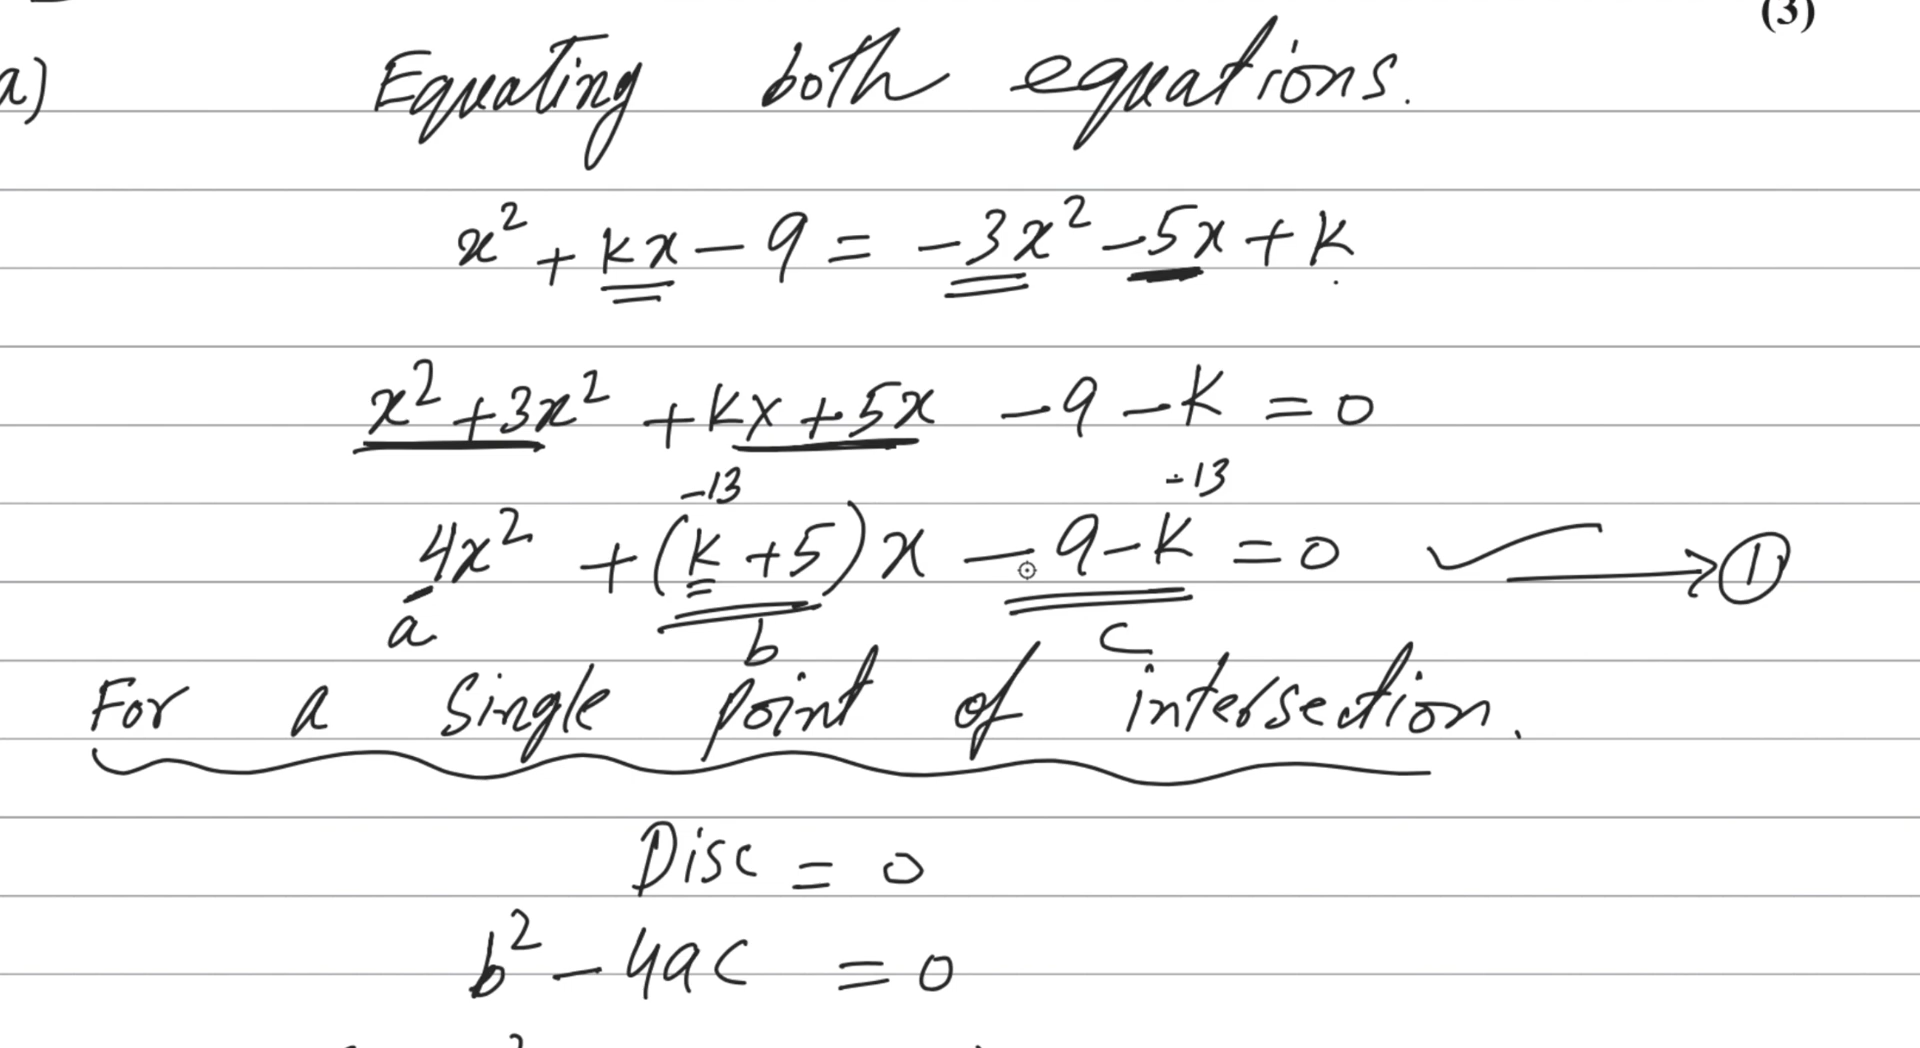 (3)
a) Equating both equations.
x² + kx - 9 = -3x² - 5x + k
x² + 3x² + kx + 5x - 9 - k = 0
-13 -13
4x² + (k + 5)x - 9 - k = 0 ✓ → ①
a b c
For a single point of intersection.
Disc = 0
b² - 4ac = 0